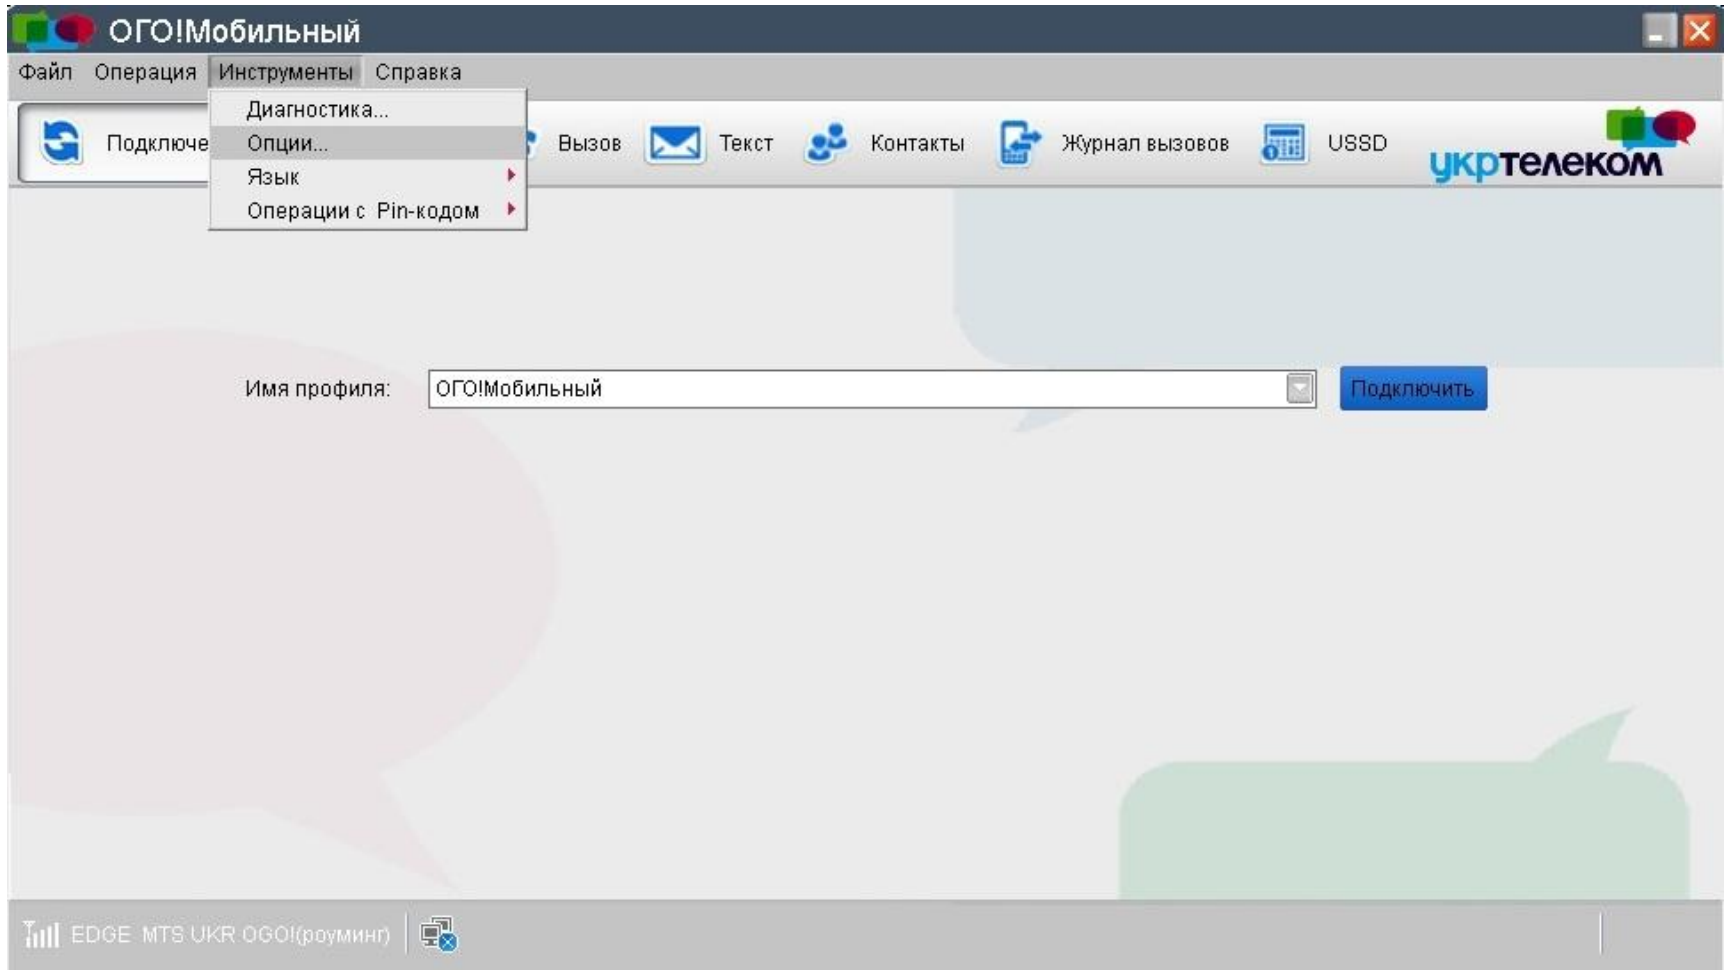 ОГО!Мобильный
Файл Операция Инструменты Справка
Диагностика...
Опции...
Язык
Операции с Pin-кодом
Подключе
Вызов Текст Контакты Журнал вызовов USSD
укртелеком
Имя профиля: ОГО!Мобильный Подключить
EDGE MTS UKR OGO!(роуминг)